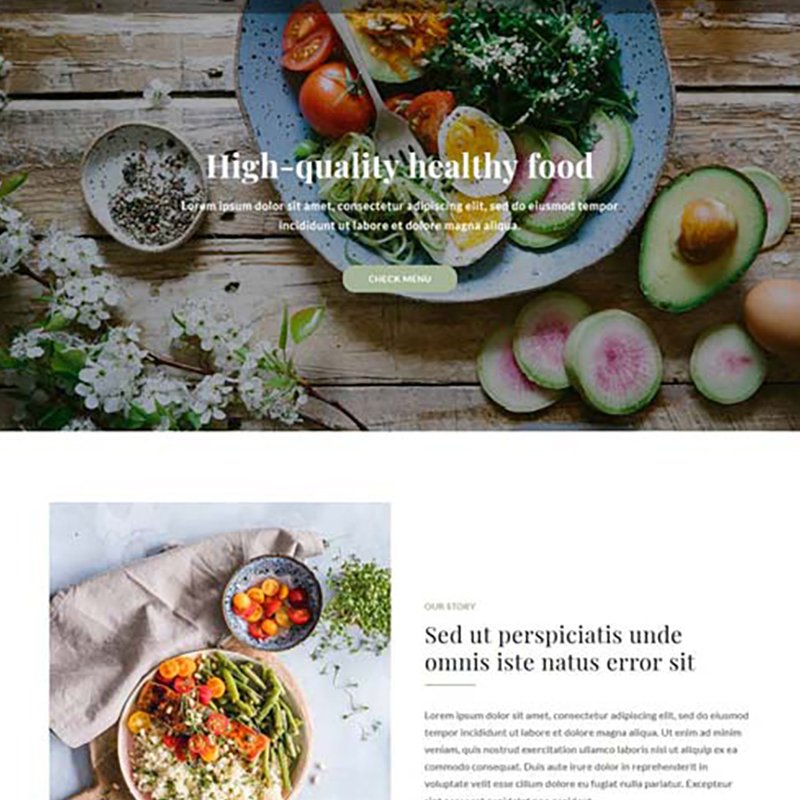 High-quality healthy food
Lorem ipsum dolor sit amet, consectetur adipiscing elit, sed do eiusmod tempor
incididunt ut labore et dolore magna aliqua.
CHECK MENU
OUR STORY
Sed ut perspiciatis unde
omnis iste natus error sit
Lorem ipsum dolor sit amet, consectetur adipiscing elit, sed do eiusmod
tempor incididunt ut labore et dolore magna aliqua. Ut enim ad minim
veniam, quis nostrud exercitation ullamco laboris nisi ut aliquip ex ea
commodo consequat. Duis aute irure dolor in reprehenderit in
voluptate velit esse cillum dolore eu fugiat nulla pariatur. Excepteur